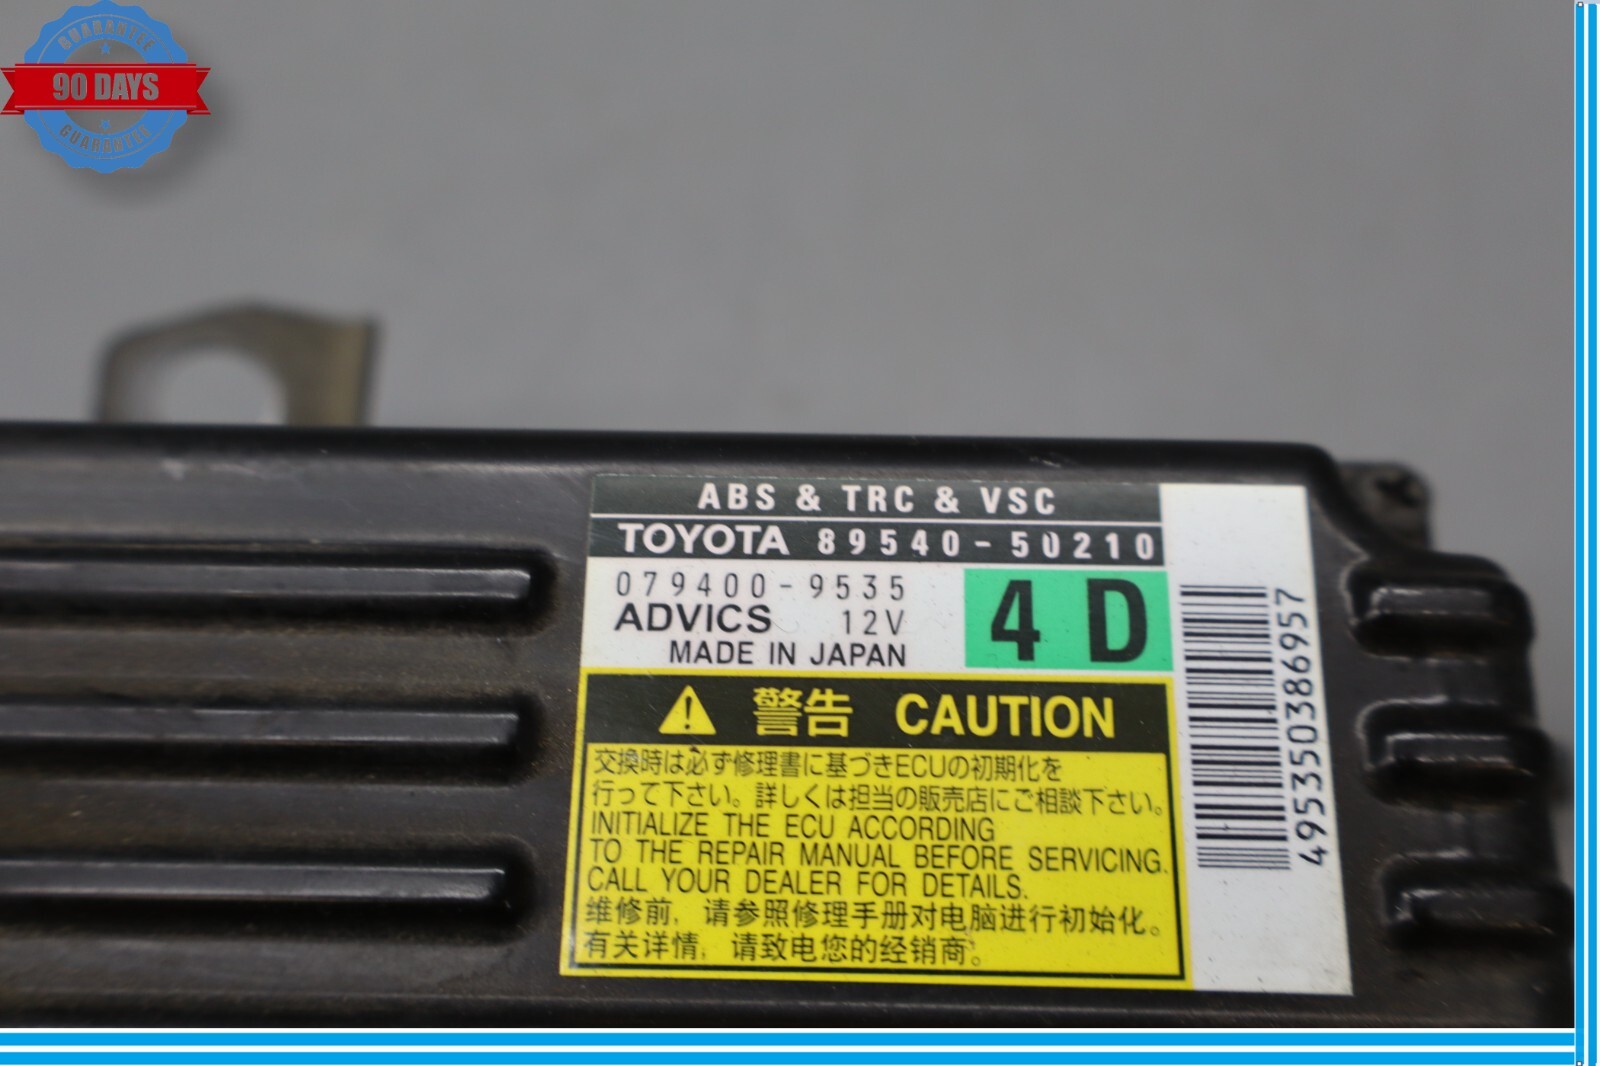 GUARANTEE
90 DAYS
GUARANTEE
ABS & TRC & VSC
TOYOTA 89540-50210
079400-9535
ADVICS 12V
MADE IN JAPAN
4D
警告 CAUTION
交換時は必ず修理書に基づきECUの初期化を
行って下さい。詳しくは担当の販売店にご相談下さい。
INITIALIZE THE ECU ACCORDING
TO THE REPAIR MANUAL BEFORE SERVICING.
CALL YOUR DEALER FOR DETAILS.
维修前，请参照修理手册对电脑进行初始化。
有关详情，请致电您的经销商。
4953503869​57